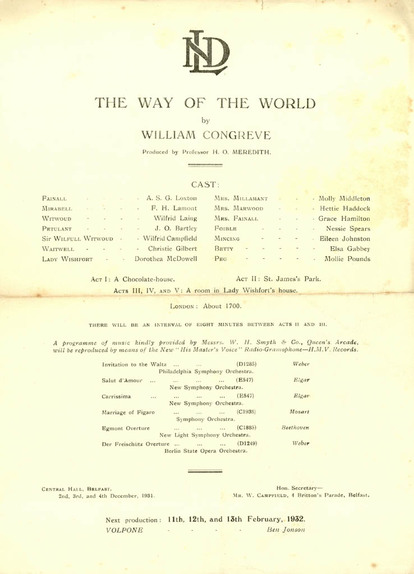 NLD
THE WAY OF THE WORLD
by
WILLIAM CONGREVE
Produced by Professor H. O. MEREDITH.
CAST:
FAINALL - - - A. S. G. Loxton
MIRABELL - - - F. H. Lamont
WITWOUD - - - Wilfrid Laing
PETULANT - - - J. O. Bartley
SIR WILFULL WITWOUD - Wilfrid Campfield
WAITWELL - - - Christie Gilbert
LADY WISHFORT - Dorothea McDowell
MRS. MILLAMANT - - Molly Middleton
MRS. MARWOOD - - - Hettie Haddock
MRS. FAINALL - - - Grace Hamilton
FOIBLE - - - - Nessie Spears
MINCING - - - - Eileen Johnston
BETTY - - - - - Elsa Gabbey
PEG - - - - - Mollie Pounds
ACT I: A Chocolate-house. ACT II: St. James's Park.
ACTS III, IV, AND V: A room in Lady Wishfort's house.
LONDON: About 1700.
THERE WILL BE AN INTERVAL OF EIGHT MINUTES BETWEEN ACTS II AND III.
A programme of music kindly provided by Messrs. W. H. Smyth & Co., Queen's Arcade,
will be reproduced by means of the New "His Master's Voice" Radio-Gramophone—H.M.V. Records.
Invitation to the Waltz ... ... (D1285) Weber
Philadelphia Symphony Orchestra.
Salut d'Amour ... ... ... (E547) Elgar
New Symphony Orchestra.
Carissima ... ... ... (E547) Elgar
New Symphony Orchestra.
Marriage of Figaro ... ... Mozart
Symphony Orchestra.
Egmont Overture ... ... Beethoven
New Light Symphony Orchestra.
Der Freischütz Overture ... ... (D1249) Weber
Berlin State Opera Orchestra.
CENTRAL HALL, BELFAST.
2nd, 3rd, and 4th December, 1931.
Hon. Secretary—
MR. W. CAMPFIELD, 4 Britton's Parade, Belfast.
Next production: 11th, 12th, and 13th February, 1932.
VOLPONE - - - - Ben Jonson